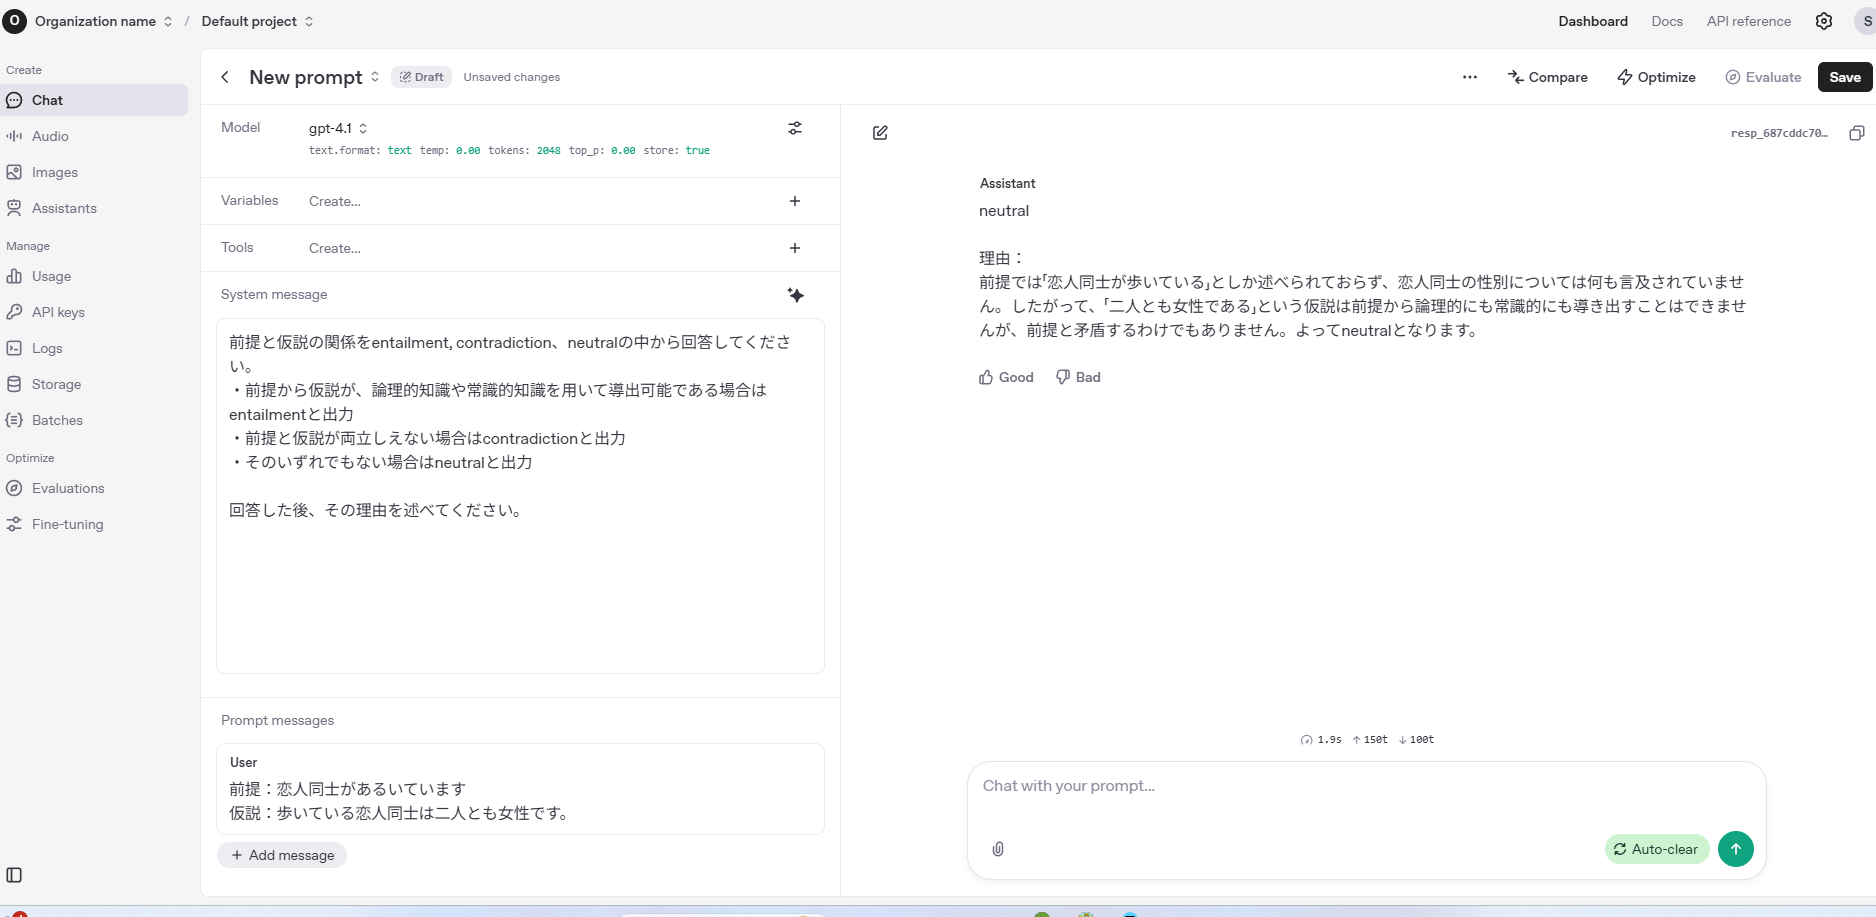 O Organization name / Default project
Dashboard Docs API reference S
Create
Chat
Audio
Images
Assistants
Manage
Usage
API keys
Logs
Storage
Batches
Optimize
Evaluations
Fine-tuning
New prompt Draft Unsaved changes
... Compare Optimize Evaluate Save
Model gpt-4.1
text.format: text temp: 0.00 tokens: 2048 top_p: 0.00 store: true
Variables Create...
Tools Create...
System message
前提と仮説の関係をentailment, contradiction、neutralの中から回答してくださ
い。
・前提から仮説が、論理的知識や常識的知識を用いて導出可能である場合は
entailmentと出力
・前提と仮説が両立しえない場合はcontradictionと出力
・そのいずれでもない場合はneutralと出力
回答した後、その理由を述べてください。
Prompt messages
User
前提：恋人同士があるいています
仮説：歩いている恋人同士は二人とも女性です。
+ Add message
resp_687cddc70…
Assistant
neutral
理由：
前提では「恋人同士が歩いている」としか述べられておらず、恋人同士の性別については何も言及されていませ
ん。したがって、「二人とも女性である」という仮説は前提から論理的にも常識的にも導き出すことはできませ
んが、前提と矛盾するわけでもありません。よってneutralとなります。
Good Bad
1.9s ↑150t ↓100t
Chat with your prompt...
Auto-clear